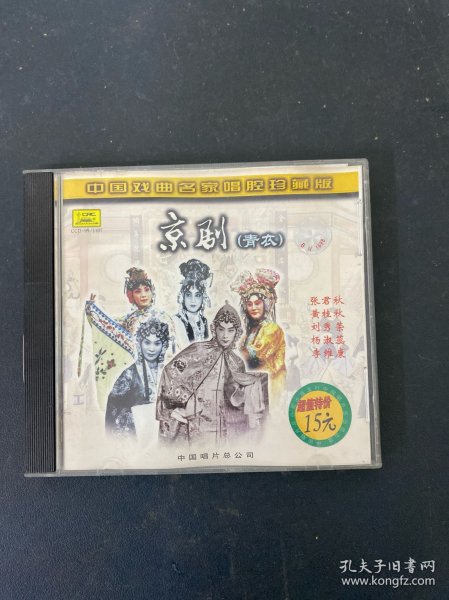 中国戏曲名家唱腔珍藏版
CRC
京剧(青衣)
张君秋
黄桂秋
刘秀荣
杨淑蕊
李维康
超值特价
15元
中国唱片总公司
孔夫子旧书网
www.kongfz.com